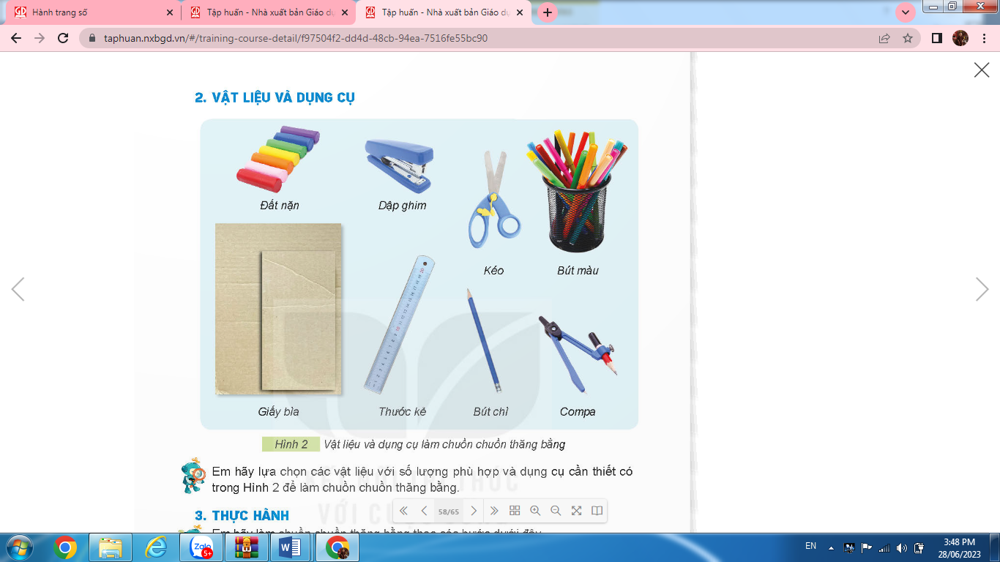 Hành trang số
Tập huấn - Nhà xuất bản Giáo dụ
Tập huấn - Nhà xuất bản Giáo dụ
taphuan.nxbgd.vn/#/training-course-detail/f97504f2-dd4d-48cb-94ea-7516fe55bc90
2. VẬT LIỆU VÀ DỤNG CỤ
Đất nặn
Dập ghim
Kéo
Bút màu
Giấy bìa
Thước kẻ
Bút chì
Compa
Hình 2 Vật liệu và dụng cụ làm chuồn chuồn thăng bằng
Em hãy lựa chọn các vật liệu với số lượng phù hợp và dụng cụ cần thiết có
trong Hình 2 để làm chuồn chuồn thăng bằng.
3. THỰC HÀNH
Em hãy làm chuồn chuồn thăng bằng theo các bước dưới đây
58/65
Zalo
5+
EN
3:48 PM
28/06/2023